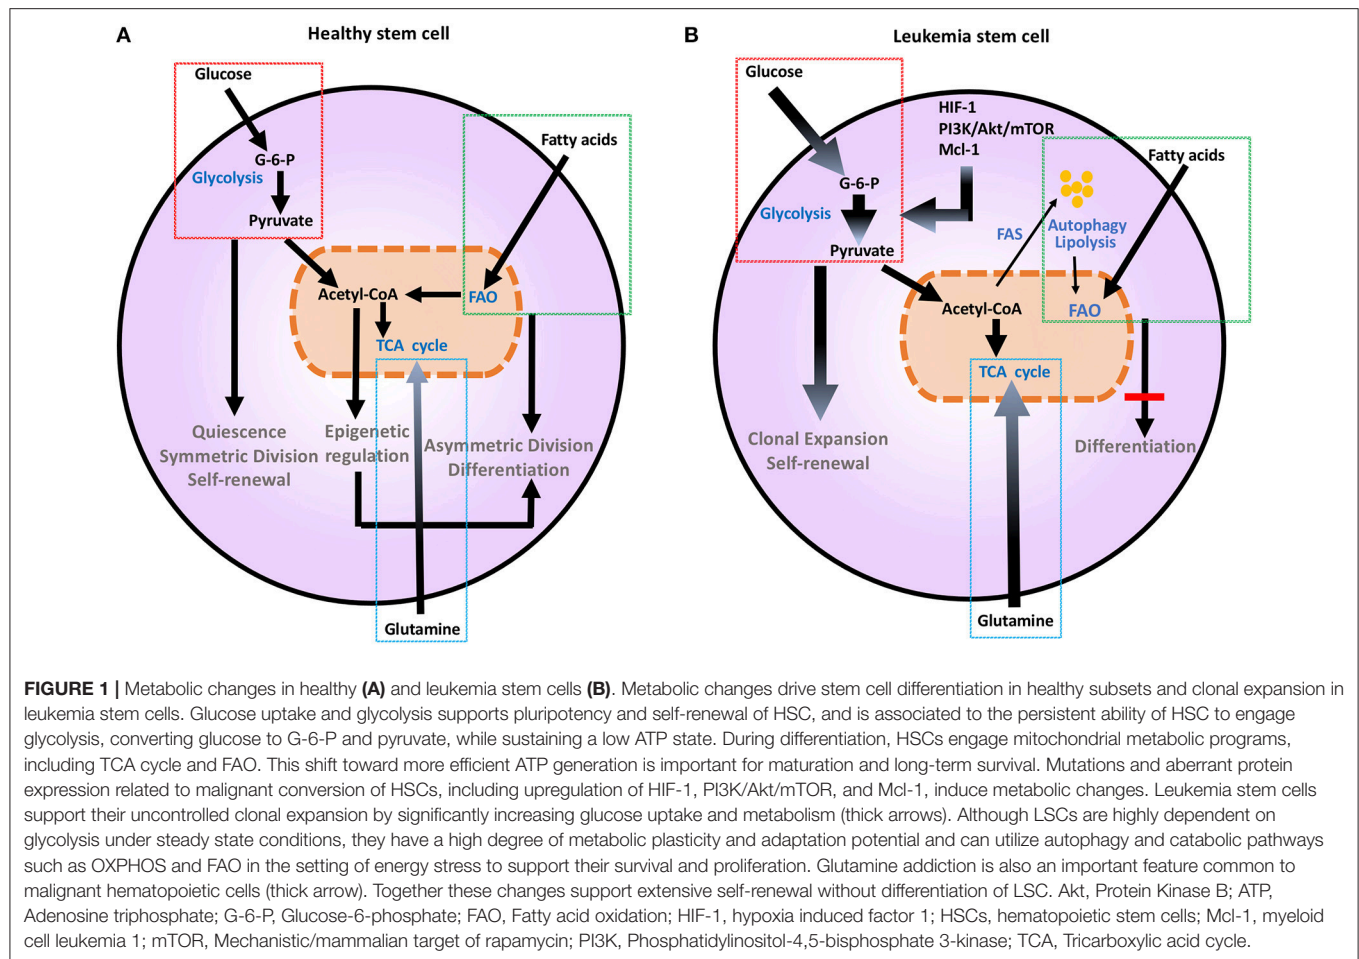 A
Healthy stem cell
Glucose
G-6-P
Glycolysis
Pyruvate
Fatty acids
Acetyl-CoA
FAO
TCA cycle
Quiescence
Symmetric Division
Self-renewal
Epigenetic
regulation
Asymmetric Division
Differentiation
Glutamine
B
Leukemia stem cell
Glucose
HIF-1
PI3K/Akt/mTOR
Mcl-1
G-6-P
Glycolysis
Pyruvate
Fatty acids
FAS
Autophagy
Lipolysis
Acetyl-CoA
FAO
TCA cycle
Clonal Expansion
Self-renewal
Differentiation
Glutamine
FIGURE 1 | Metabolic changes in healthy (A) and leukemia stem cells (B). Metabolic changes drive stem cell differentiation in healthy subsets and clonal expansion in
leukemia stem cells. Glucose uptake and glycolysis supports pluripotency and self-renewal of HSC, and is associated to the persistent ability of HSC to engage
glycolysis, converting glucose to G-6-P and pyruvate, while sustaining a low ATP state. During differentiation, HSCs engage mitochondrial metabolic programs,
including TCA cycle and FAO. This shift toward more efficient ATP generation is important for maturation and long-term survival. Mutations and aberrant protein
expression related to malignant conversion of HSCs, including upregulation of HIF-1, PI3K/Akt/mTOR, and Mcl-1, induce metabolic changes. Leukemia stem cells
support their uncontrolled clonal expansion by significantly increasing glucose uptake and metabolism (thick arrows). Although LSCs are highly dependent on
glycolysis under steady state conditions, they have a high degree of metabolic plasticity and adaptation potential and can utilize autophagy and catabolic pathways
such as OXPHOS and FAO in the setting of energy stress to support their survival and proliferation. Glutamine addiction is also an important feature common to
malignant hematopoietic cells (thick arrow). Together these changes support extensive self-renewal without differentiation of LSC. Akt, Protein Kinase B; ATP,
Adenosine triphosphate; G-6-P, Glucose-6-phosphate; FAO, Fatty acid oxidation; HIF-1, hypoxia induced factor 1; HSCs, hematopoietic stem cells; Mcl-1, myeloid
cell leukemia 1; mTOR, Mechanistic/mammalian target of rapamycin; PI3K, Phosphatidylinositol-4,5-bisphosphate 3-kinase; TCA, Tricarboxylic acid cycle.